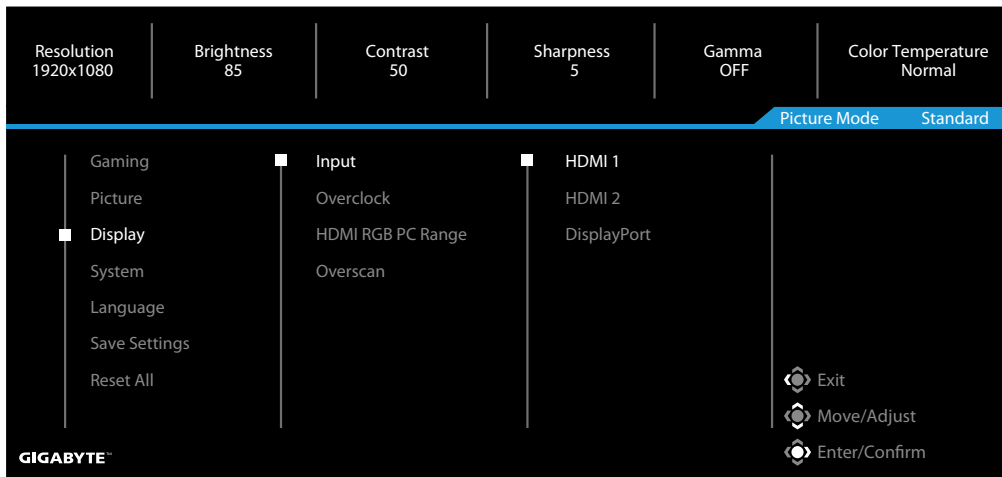 Resolution Brightness Contrast Sharpness Gamma Color Temperature
1920x1080 85 50 5 OFF Normal
Picture Mode Standard
Gaming Input HDMI 1
Picture Overclock HDMI 2
Display HDMI RGB PC Range DisplayPort
System Overscan
Language
Save Settings
Reset All Exit
Move/Adjust
GIGABYTE™ Enter/Confirm